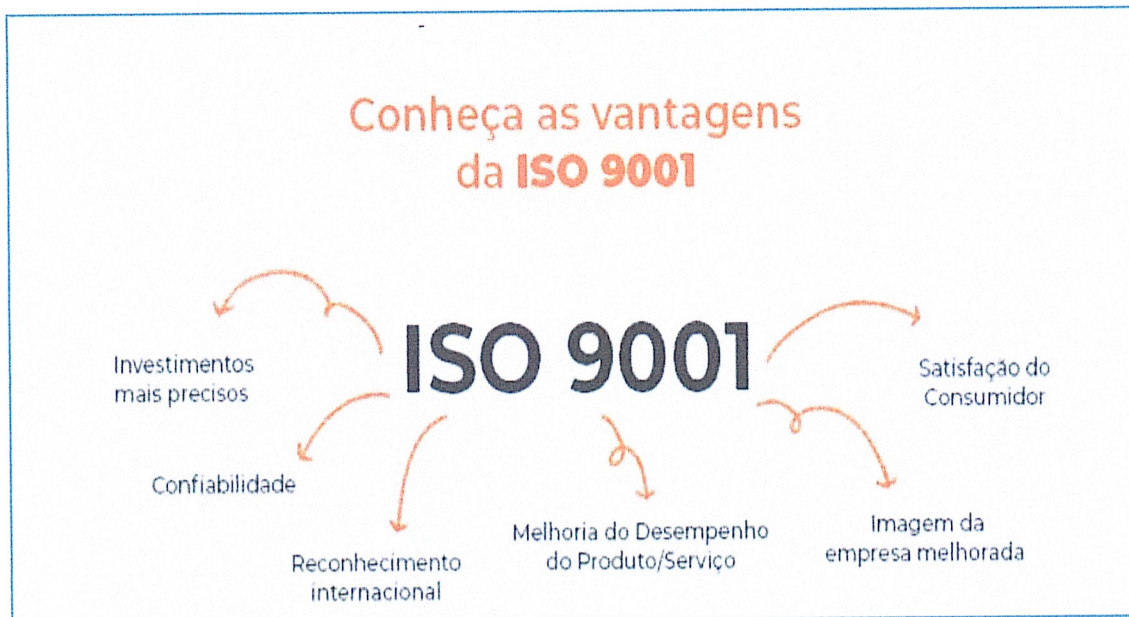 Conheça as vantagens
da ISO 9001
ISO 9001
Investimentos
mais precisos
Confiabilidade
Reconhecimento
internacional
Melhoria do Desempenho
do Produto/Serviço
Imagem da
empresa melhorada
Satisfação do
Consumidor